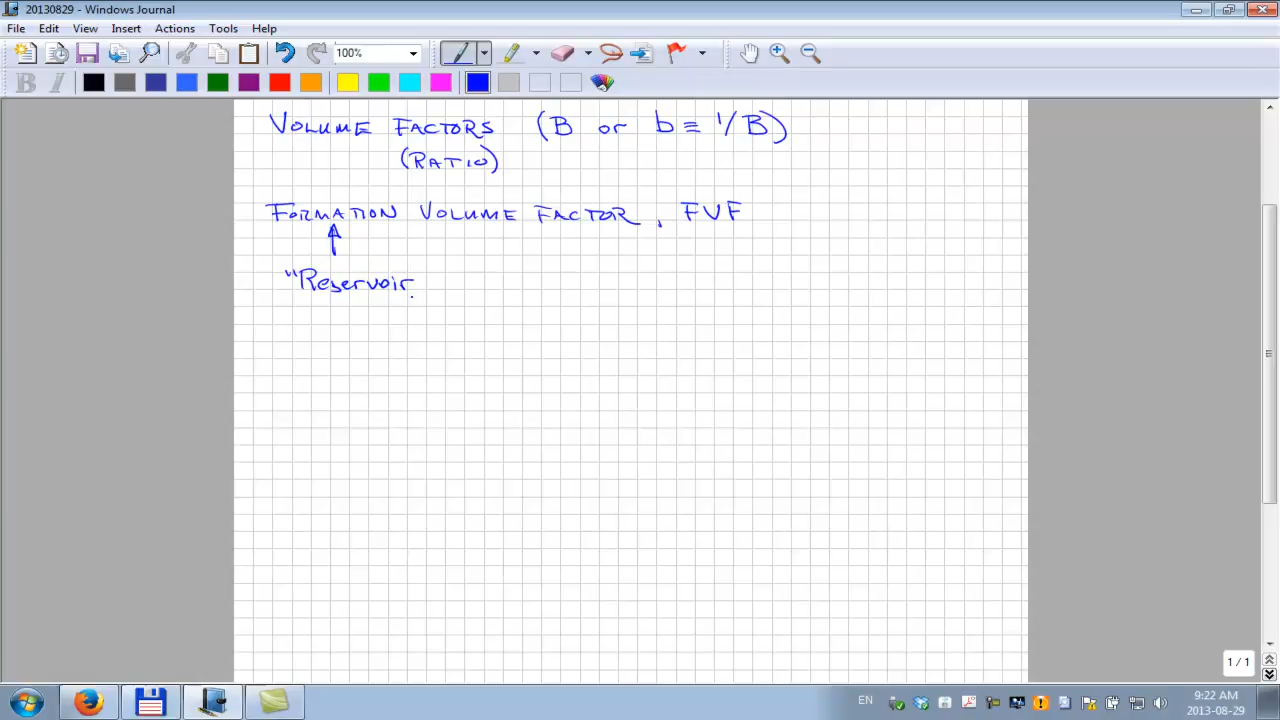 20130829 - Windows Journal
File Edit View Insert Actions Tools Help
100%
B I
VOLUME FACTORS (B or b ≡ 1/B)
(RATIO)
FORMATION VOLUME FACTOR, FVF
"Reservoir
1 / 1
EN
9:22 AM
2013-08-29